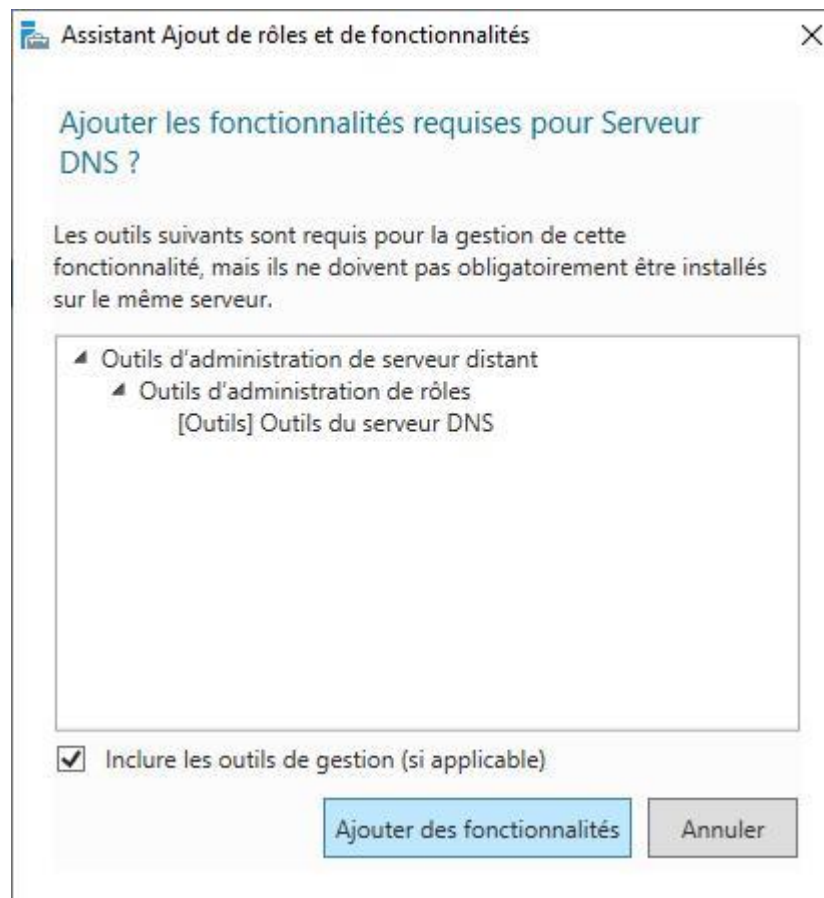 Assistant Ajout de rôles et de fonctionnalités
Ajouter les fonctionnalités requises pour Serveur
DNS ?
Les outils suivants sont requis pour la gestion de cette
fonctionnalité, mais ils ne doivent pas obligatoirement être installés
sur le même serveur.
Outils d'administration de serveur distant
Outils d'administration de rôles
[Outils] Outils du serveur DNS
Inclure les outils de gestion (si applicable)
Ajouter des fonctionnalités
Annuler